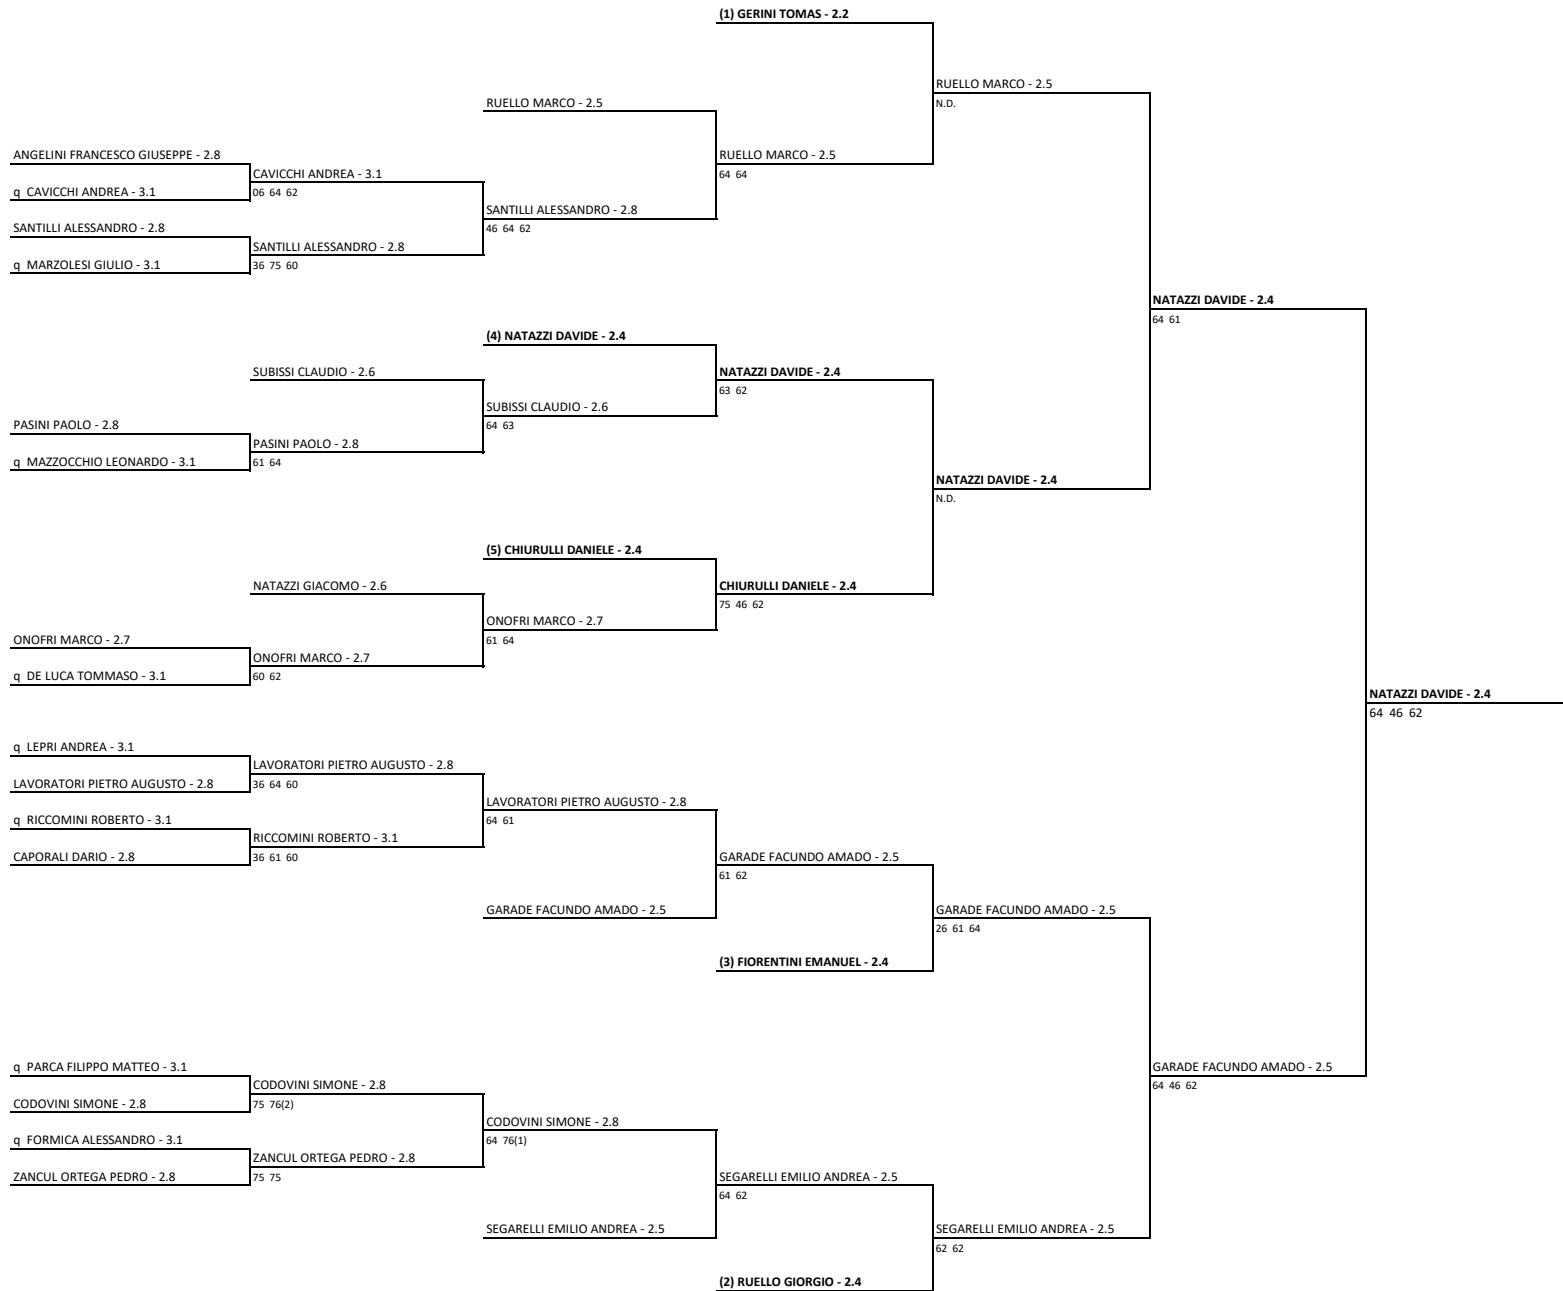 (1) GERINI TOMAS - 2.2
RUELLO MARCO - 2.5
N.D.
RUELLO MARCO - 2.5
ANGELINI FRANCESCO GIUSEPPE - 2.8
RUELLO MARCO - 2.5
64 64
CAVICCHI ANDREA - 3.1
06 64 62
q CAVICCHI ANDREA - 3.1
SANTILLI ALESSANDRO - 2.8
46 64 62
SANTILLI ALESSANDRO - 2.8
SANTILLI ALESSANDRO - 2.8
36 75 60
q MARZOLESI GIULIO - 3.1
NATAZZI DAVIDE - 2.4
64 61
(4) NATAZZI DAVIDE - 2.4
SUBISSI CLAUDIO - 2.6
NATAZZI DAVIDE - 2.4
63 62
SUBISSI CLAUDIO - 2.6
64 63
PASINI PAOLO - 2.8
PASINI PAOLO - 2.8
61 64
q MAZZOCCHIO LEONARDO - 3.1
NATAZZI DAVIDE - 2.4
N.D.
(5) CHIURULLI DANIELE - 2.4
NATAZZI GIACOMO - 2.6
CHIURULLI DANIELE - 2.4
75 46 62
ONOFRI MARCO - 2.7
61 64
ONOFRI MARCO - 2.7
ONOFRI MARCO - 2.7
60 62
q DE LUCA TOMMASO - 3.1
NATAZZI DAVIDE - 2.4
64 46 62
q LEPRI ANDREA - 3.1
LAVORATORI PIETRO AUGUSTO - 2.8
36 64 60
LAVORATORI PIETRO AUGUSTO - 2.8
LAVORATORI PIETRO AUGUSTO - 2.8
64 61
q RICCOMINI ROBERTO - 3.1
RICCOMINI ROBERTO - 3.1
36 61 60
CAPORALI DARIO - 2.8
GARADE FACUNDO AMADO - 2.5
61 62
GARADE FACUNDO AMADO - 2.5
GARADE FACUNDO AMADO - 2.5
26 61 64
(3) FIORENTINI EMANUEL - 2.4
q PARCA FILIPPO MATTEO - 3.1
GARADE FACUNDO AMADO - 2.5
64 46 62
CODOVINI SIMONE - 2.8
75 76(2)
CODOVINI SIMONE - 2.8
CODOVINI SIMONE - 2.8
64 76(1)
q FORMICA ALESSANDRO - 3.1
ZANCUL ORTEGA PEDRO - 2.8
75 75
ZANCUL ORTEGA PEDRO - 2.8
SEGARELLI EMILIO ANDREA - 2.5
64 62
SEGARELLI EMILIO ANDREA - 2.5
SEGARELLI EMILIO ANDREA - 2.5
62 62
(2) RUELLO GIORGIO - 2.4